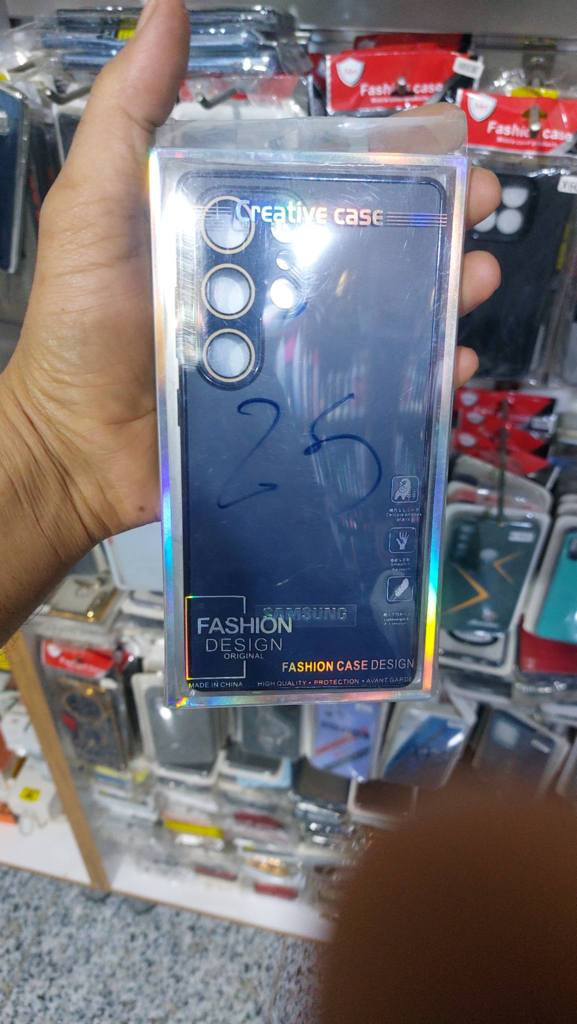 Fashion case
Fashion case
Creative case
25
SAMSUNG
FASHION
DESIGN
ORIGINAL
FASHION CASE DESIGN
MADE IN CHINA
HIGH QUALITY • PROTECTION • AVANT GARDE